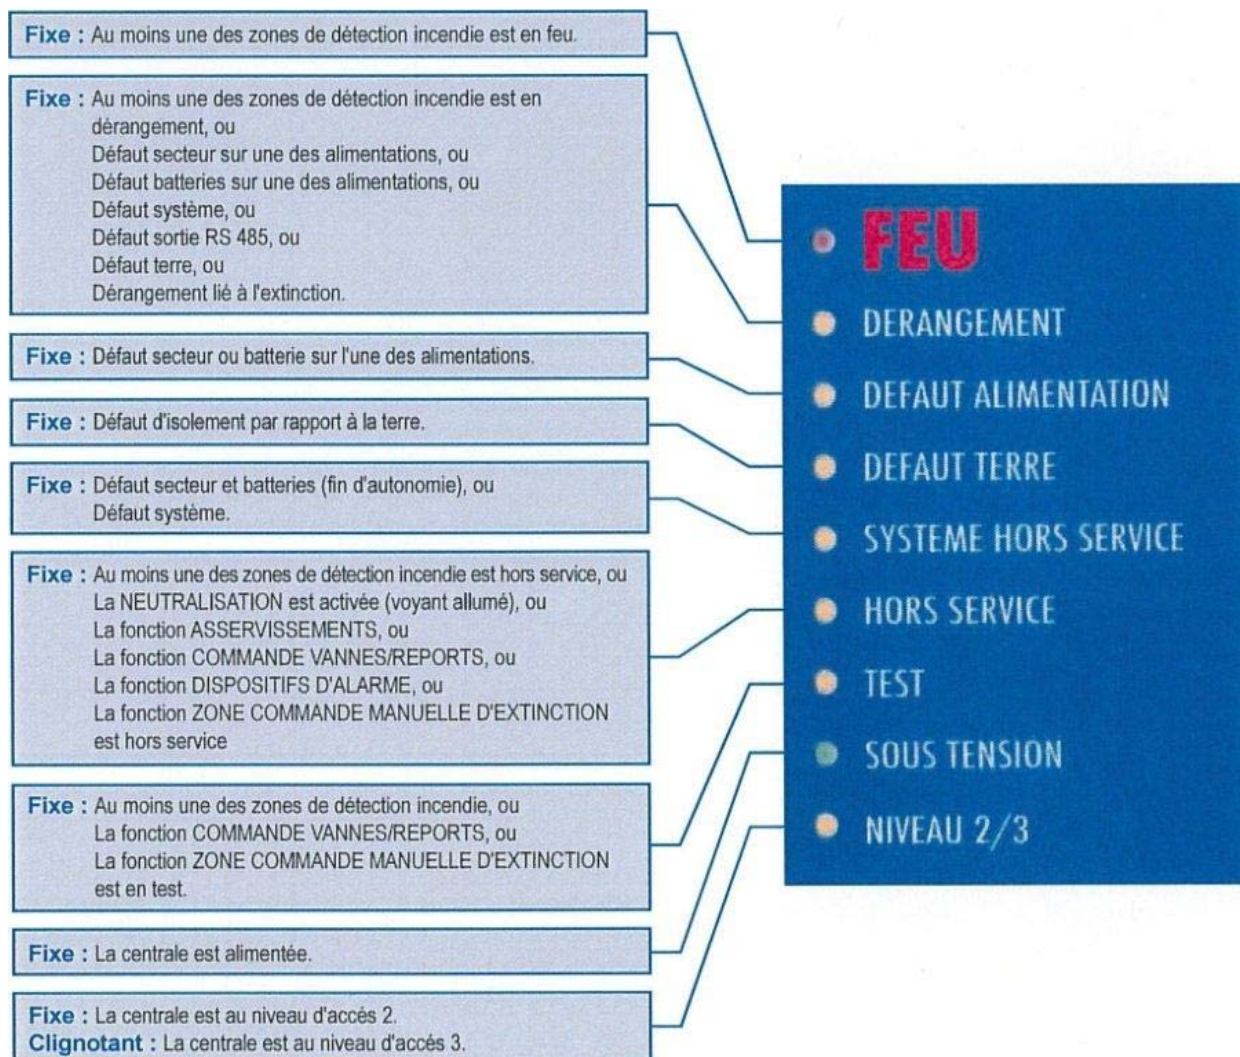 Fixe : Au moins une des zones de détection incendie est en feu.
Fixe : Au moins une des zones de détection incendie est en
dérangement, ou
Défaut secteur sur une des alimentations, ou
Défaut batteries sur une des alimentations, ou
Défaut système, ou
Défaut sortie RS 485, ou
Défaut terre, ou
Dérangement lié à l'extinction.
Fixe : Défaut secteur ou batterie sur l'une des alimentations.
Fixe : Défaut d'isolement par rapport à la terre.
Fixe : Défaut secteur et batteries (fin d'autonomie), ou
Défaut système.
Fixe : Au moins une des zones de détection incendie est hors service, ou
La NEUTRALISATION est activée (voyant allumé), ou
La fonction ASSERVISSEMENTS, ou
La fonction COMMANDE VANNES/REPORTS, ou
La fonction DISPOSITIFS D'ALARME, ou
La fonction ZONE COMMANDE MANUELLE D'EXTINCTION
est hors service
Fixe : Au moins une des zones de détection incendie, ou
La fonction COMMANDE VANNES/REPORTS, ou
La fonction ZONE COMMANDE MANUELLE D'EXTINCTION
est en test.
Fixe : La centrale est alimentée.
Fixe : La centrale est au niveau d'accés 2.
Clignotant : La centrale est au niveau d'accés 3.
FEU
DERANGEMENT
DEFAUT ALIMENTATION
DEFAUT TERRE
SYSTEME HORS SERVICE
HORS SERVICE
TEST
SOUS TENSION
NIVEAU 2/3